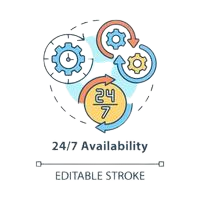 24
7
24/7 Availability
EDITABLE STROKE